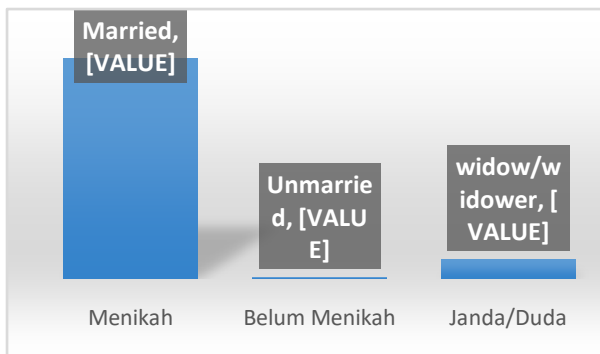 Married,
[VALUE]
Unmarrie
d, [VALU
E]
widow/w
idower, [
VALUE]
Menikah
Belum Menikah
Janda/Duda